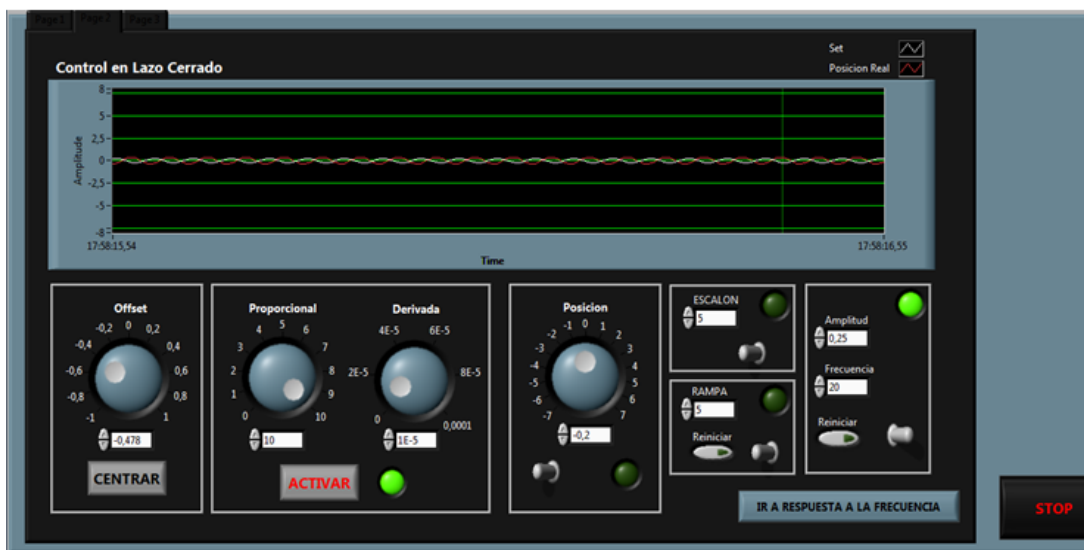 Page 1 Page 2 Page 3
Set
Posicion Real
Control en Lazo Cerrado
Amplitude
8
5
2,5
0
-2,5
-5
-8
17:58:15,54 17:58:16,55
Time
Offset
-1 -0,8 -0,6 -0,4 -0,2 0 0,2 0,4 0,6 0,8 1
-0,478
CENTRAR
Proporcional
0 1 2 3 4 5 6 7 8 9 10
10
Derivada
0 2E-5 4E-5 6E-5 8E-5 0,0001
1E-5
ACTIVAR
Posicion
-7 -6 -5 -4 -3 -2 -1 0 1 2 3 4 5 6 7
-0,2
ESCALON
5
RAMPA
5
Reiniciar
Amplitud
0,25
Frecuencia
20
Reiniciar
IR A RESPUESTA A LA FRECUENCIA
STOP